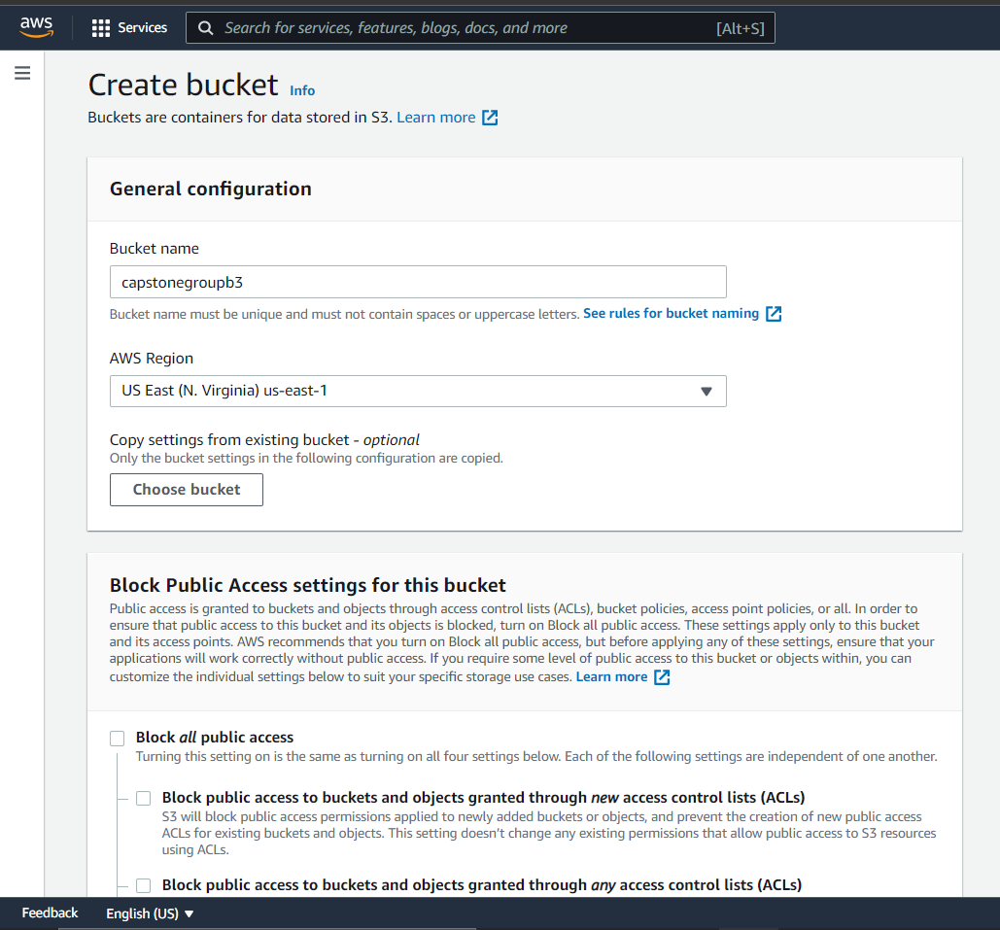 aws
Services
Search for services, features, blogs, docs, and more
[Alt+S]
Create bucket Info
Buckets are containers for data stored in S3. Learn more
General configuration
Bucket name
capstonegroupb3
Bucket name must be unique and must not contain spaces or uppercase letters. See rules for bucket naming
AWS Region
US East (N. Virginia) us-east-1
Copy settings from existing bucket - optional
Only the bucket settings in the following configuration are copied.
Choose bucket
Block Public Access settings for this bucket
Public access is granted to buckets and objects through access control lists (ACLs), bucket policies, access point policies, or all. In order to
ensure that public access to this bucket and its objects is blocked, turn on Block all public access. These settings apply only to this bucket
and its access points. AWS recommends that you turn on Block all public access, but before applying any of these settings, ensure that your
applications will work correctly without public access. If you require some level of public access to this bucket or objects within, you can
customize the individual settings below to suit your specific storage use cases. Learn more
Block all public access
Turning this setting on is the same as turning on all four settings below. Each of the following settings are independent of one another.
Block public access to buckets and objects granted through new access control lists (ACLs)
S3 will block public access permissions applied to newly added buckets or objects, and prevent the creation of new public access
ACLs for existing buckets and objects. This setting doesn’t change any existing permissions that allow public access to S3 resources
using ACLs.
Block public access to buckets and objects granted through any access control lists (ACLs)
Feedback
English (US)